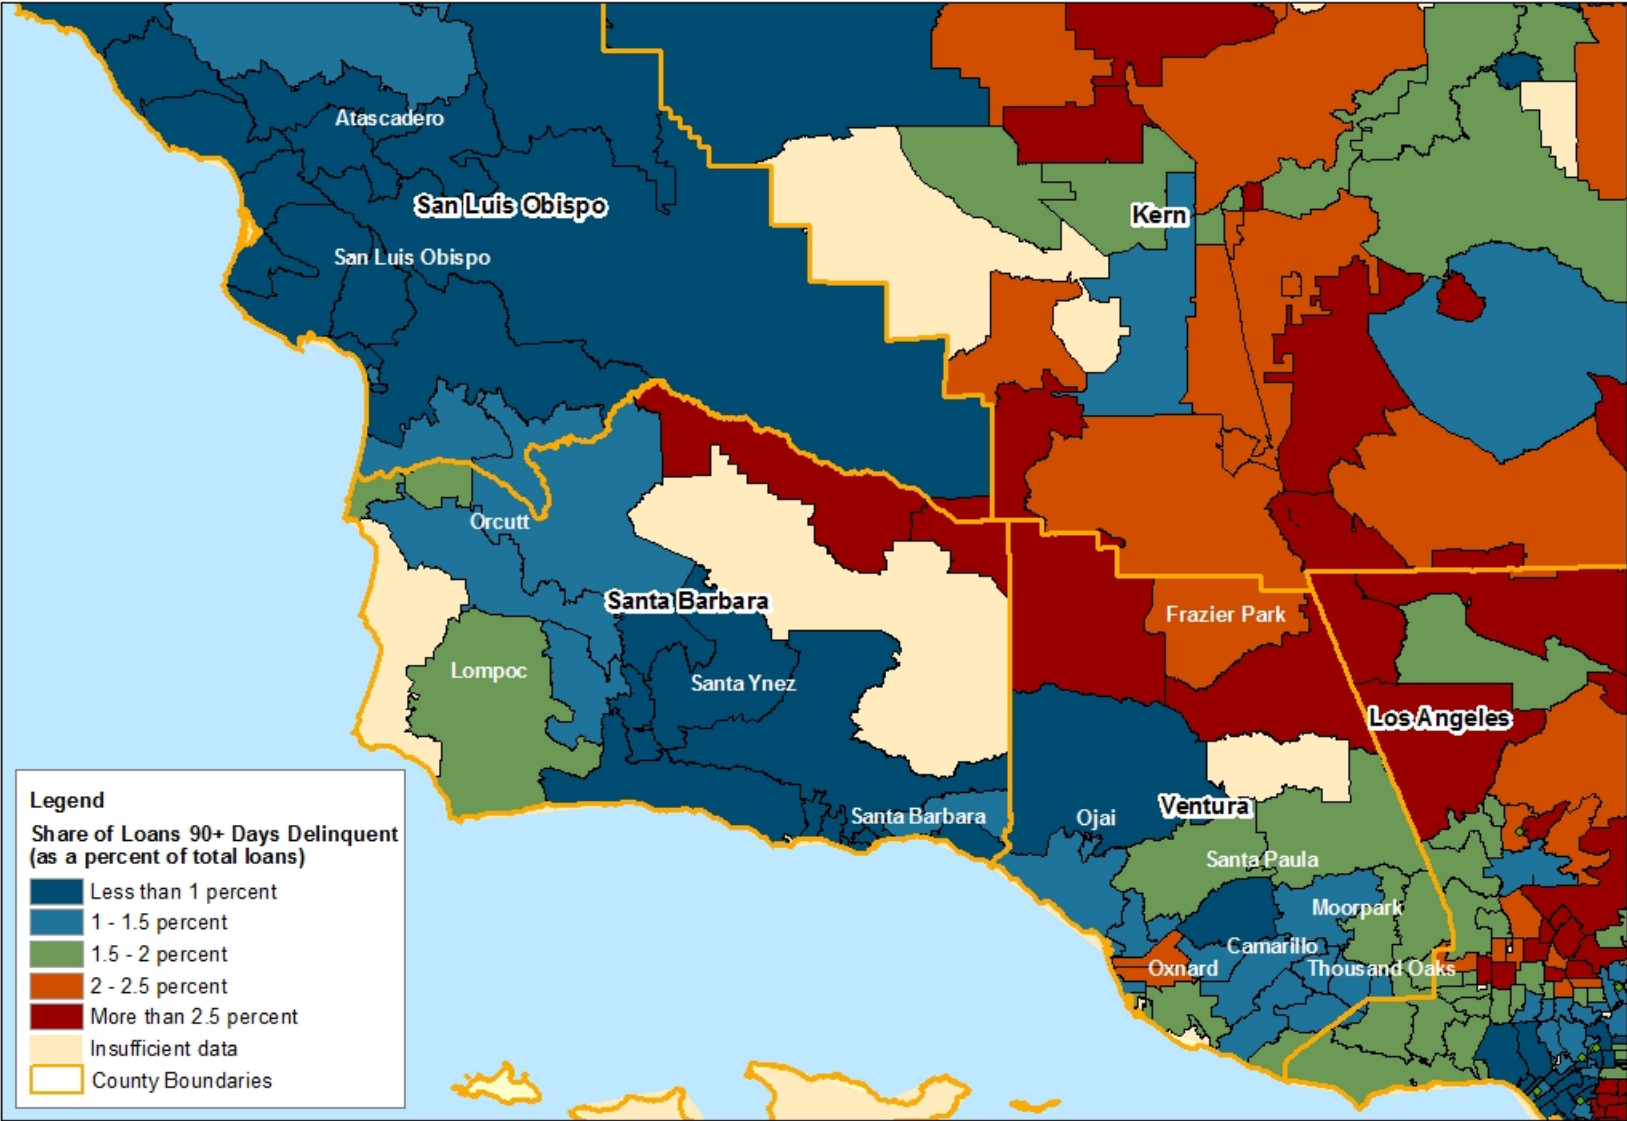 Atascadero
San Luis Obispo
Kern
San Luis Obispo
Orcutt
Santa Barbara
Frazier Park
Lompoc
Santa Ynez
Los Angeles
Ventura
Santa Barbara
Ojai
Santa Paula
Moorpark
Camarillo
Oxnard
Thousand Oaks
Legend
Share of Loans 90+ Days Delinquent
(as a percent of total loans)
Less than 1 percent
1 - 1.5 percent
1.5 - 2 percent
2 - 2.5 percent
More than 2.5 percent
Insufficient data
County Boundaries